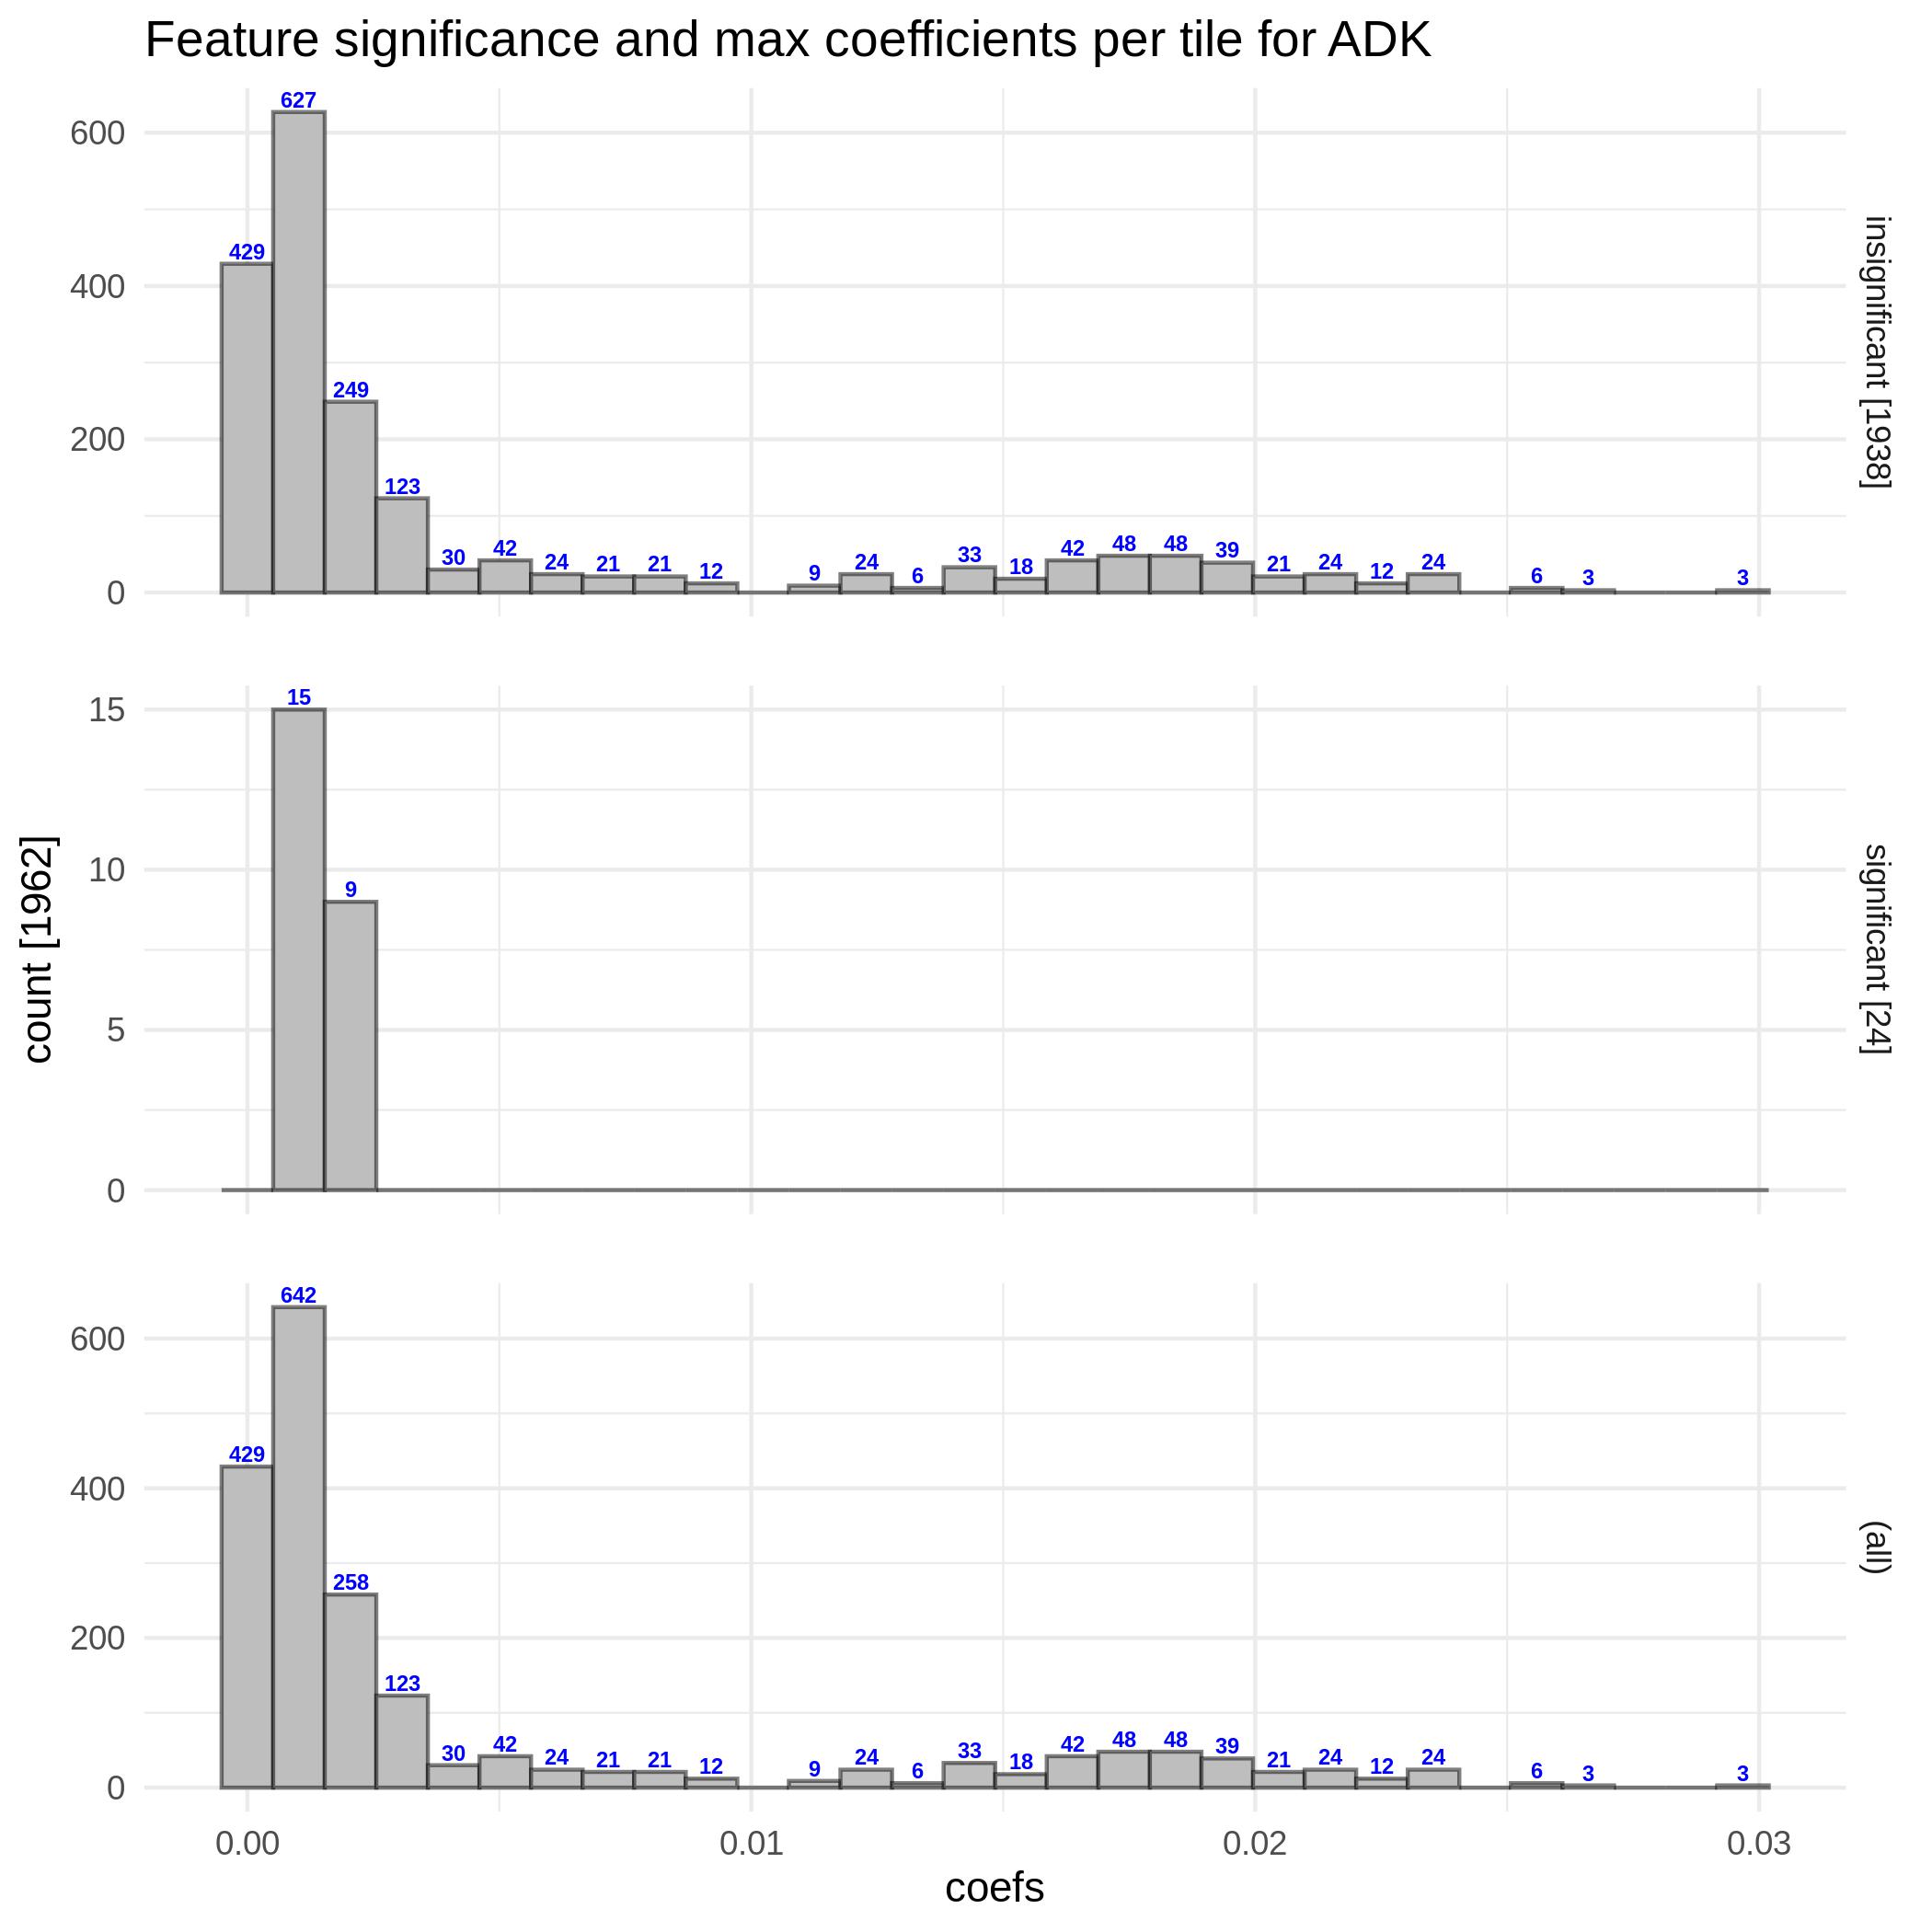 Feature significance and max coefficients per tile for ADK
627
600
429
400
249
200
123
30 42 24 21 21 12 9 24 6 33 18 42 48 48 39 21 24 12 24 6 3 3
0
insignificant [1938]
15
15
10
9
5
0
significant [24]
count [1962]
642
600
429
400
258
200
123
30 42 24 21 21 12 9 24 6 33 18 42 48 48 39 21 24 12 24 6 3 3
0
(all)
0.00 0.01 0.02 0.03
coefs